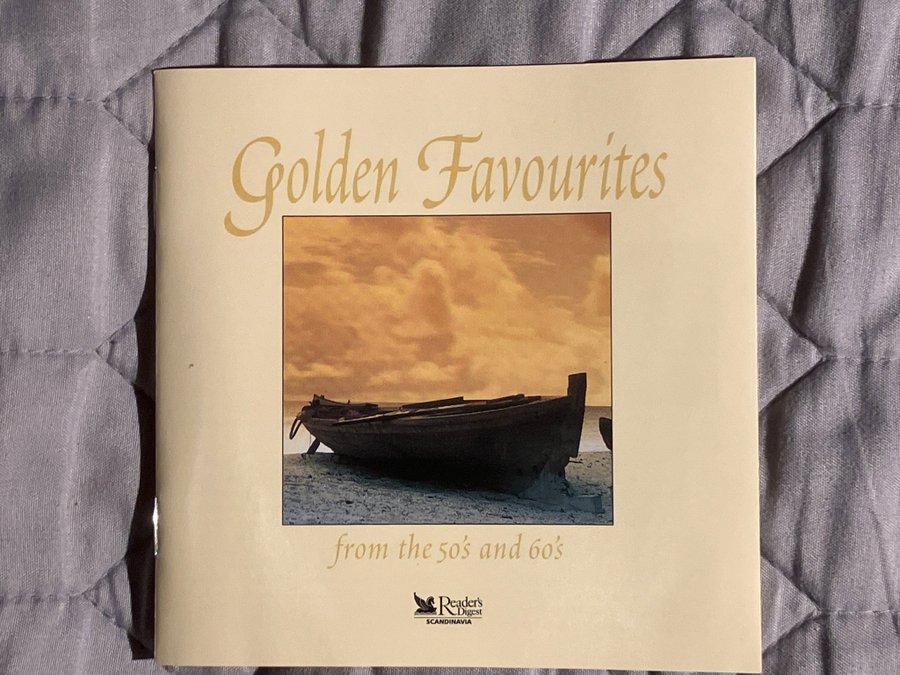 Golden Favourites
from the 50's and 60's
Reader's
Digest
SCANDINAVIA